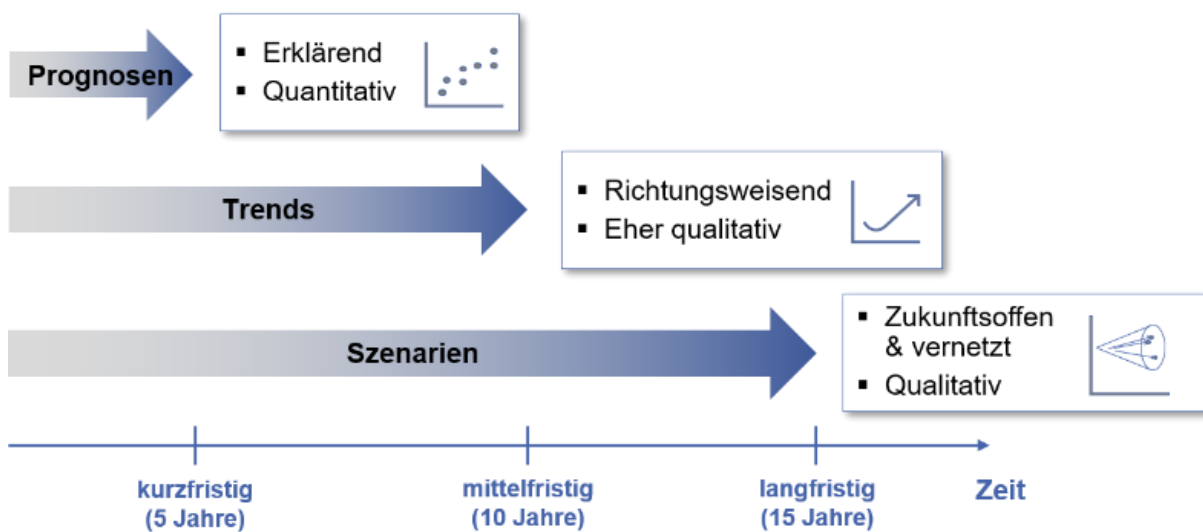 Prognosen
▪ Erklärend
▪ Quantitativ
Trends
▪ Richtungsweisend
▪ Eher qualitativ
Szenarien
▪ Zukunftsoffen
& vernetzt
▪ Qualitativ
kurzfristig
(5 Jahre)
mittelfristig
(10 Jahre)
langfristig
(15 Jahre)
Zeit